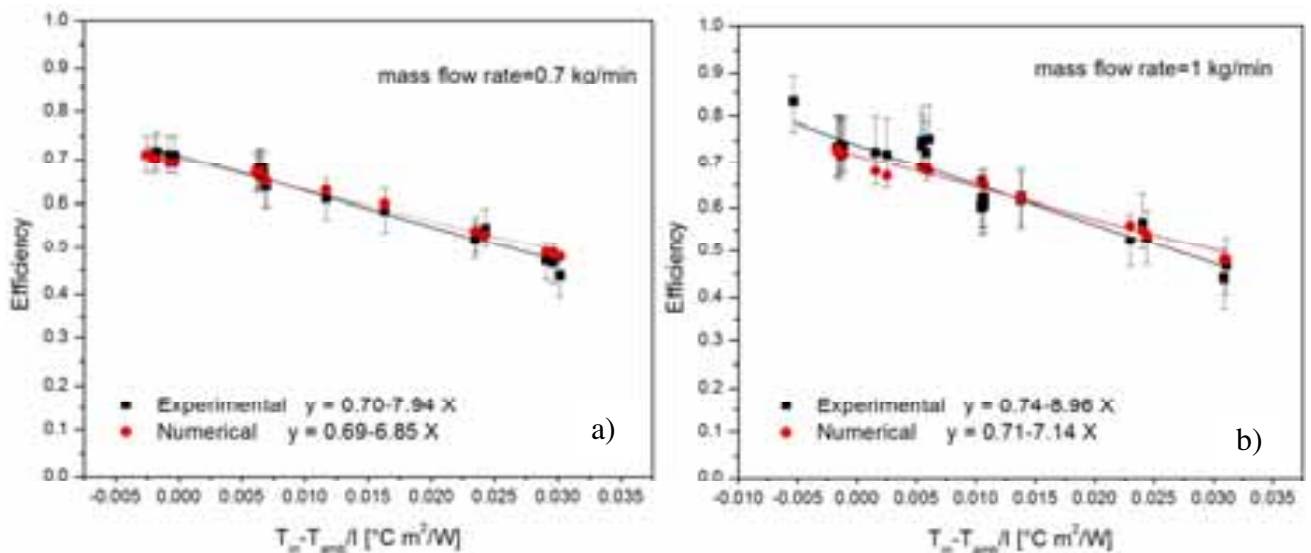 1.0
0.9
0.8
0.7
0.6
0.5
0.4
0.3
0.2
0.1
0.0
Efficiency
mass flow rate=0.7 kg/min
Experimental y = 0.70-7.94 X
Numerical y = 0.69-6.85 X
a)
-0.005 0.000 0.005 0.010 0.015 0.020 0.025 0.030 0.035
T_in-T_amb/I [°C m²/W]
1.0
0.9
0.8
0.7
0.6
0.5
0.4
0.3
0.2
0.1
0.0
Efficiency
mass flow rate=1 kg/min
Experimental y = 0.74-8.96 X
Numerical y = 0.71-7.14 X
b)
-0.010 -0.005 0.000 0.005 0.010 0.015 0.020 0.025 0.030 0.035
T_in-T_amb/I [°C m²/W]